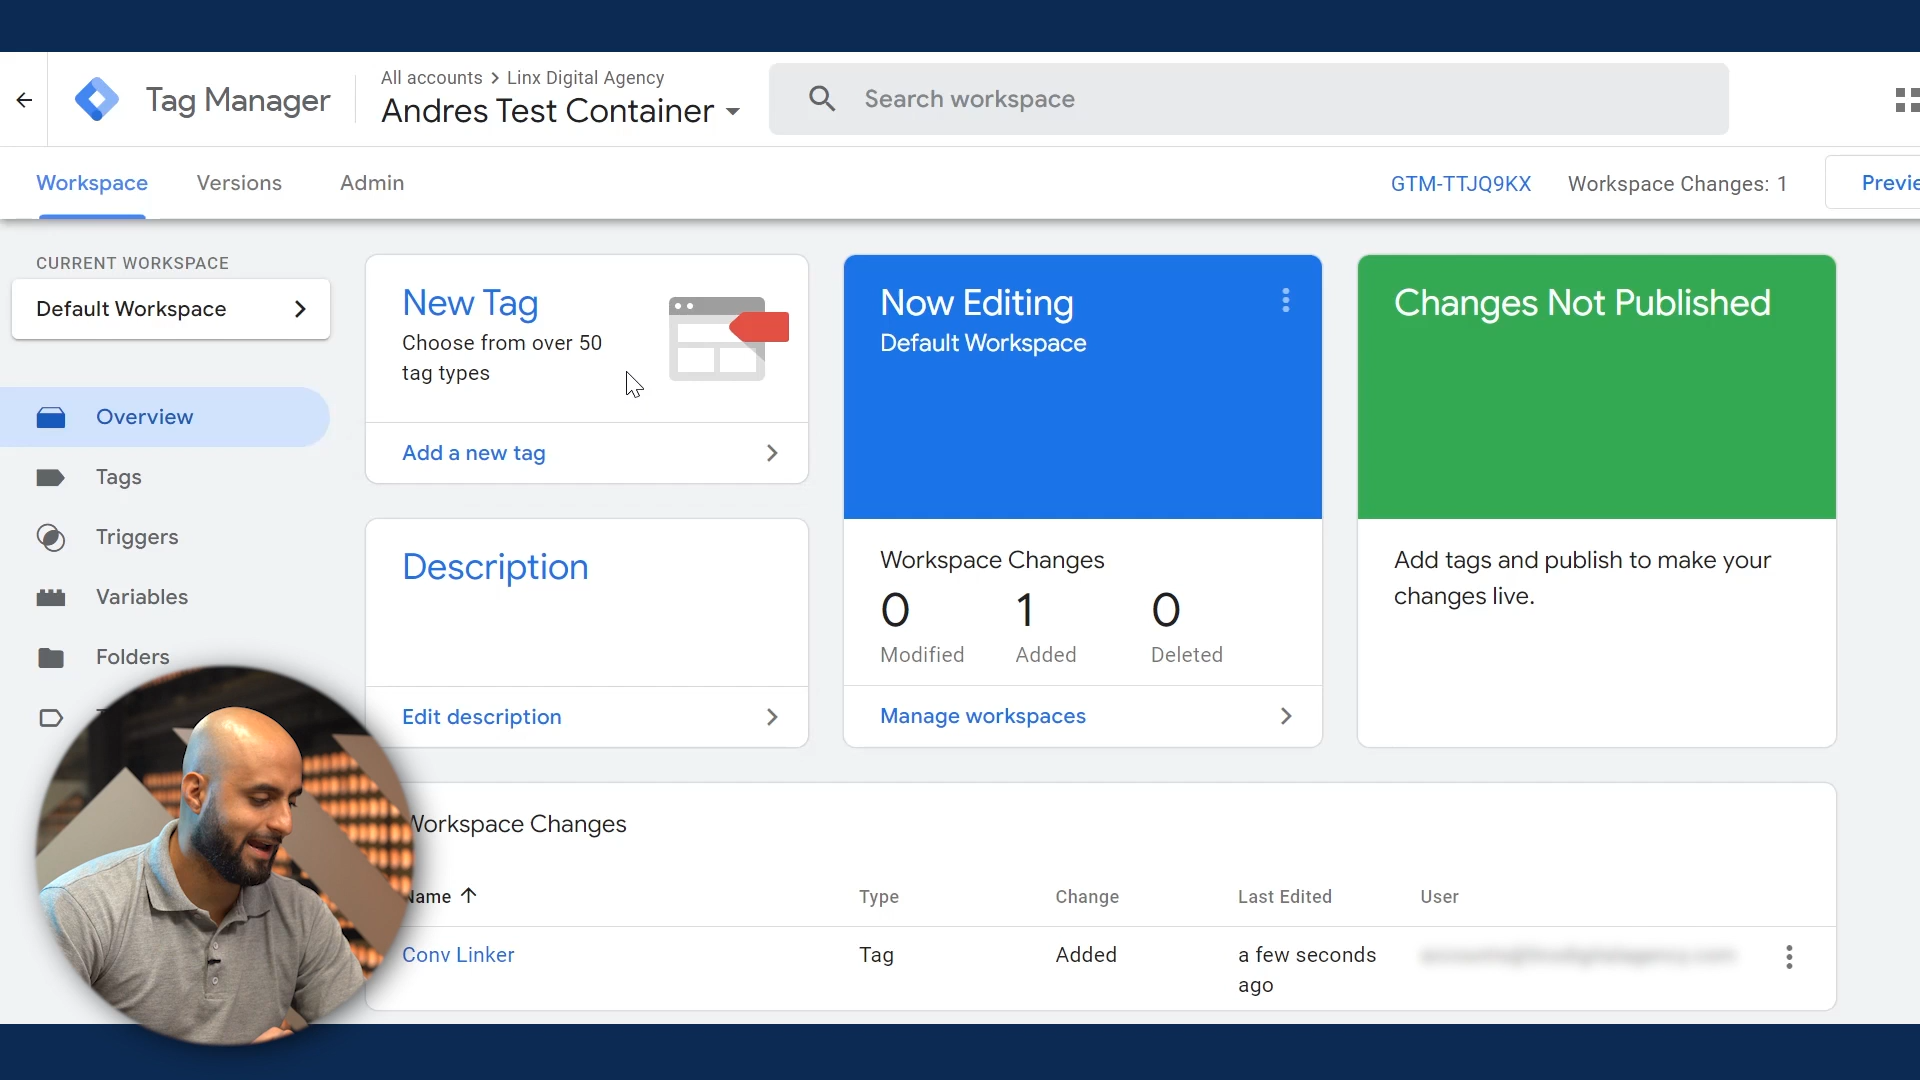 All accounts > Linx Digital Agency
Tag Manager
Andres Test Container
Search workspace
Workspace
Versions
Admin
GTM-TTJQ9KX
Workspace Changes: 1
Previe
CURRENT WORKSPACE
Default Workspace
Overview
Tags
Triggers
Variables
Folders
New Tag
Choose from over 50
tag types
Add a new tag
Description
Edit description
Now Editing
Default Workspace
Workspace Changes
0 1 0
Modified Added Deleted
Manage workspaces
Changes Not Published
Add tags and publish to make your
changes live.
Workspace Changes
Name Type Change Last Edited User
Conv Linker Tag Added a few seconds
ago